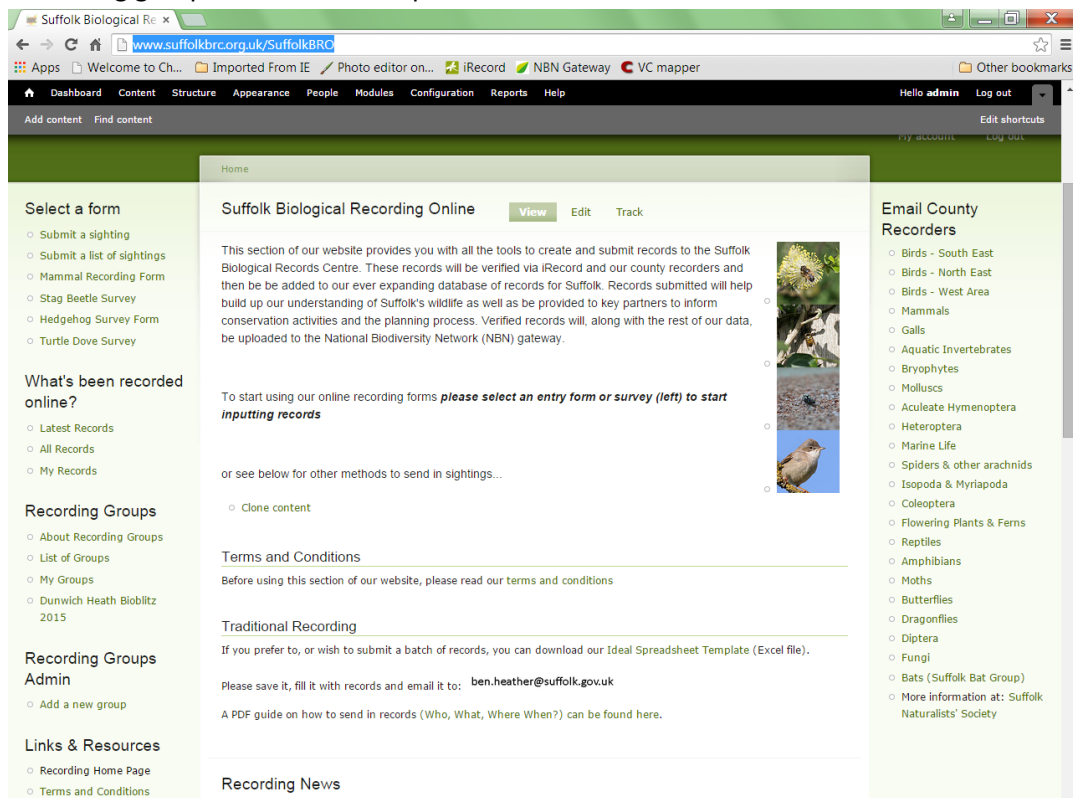 Suffolk Biological Re ×
www.suffolkbrc.org.uk/SuffolkBRO
Apps Welcome to Ch... Imported From IE Photo editor on... iRecord NBN Gateway VC mapper Other bookmarks
Dashboard Content Structure Appearance People Modules Configuration Reports Help Hello admin Log out
Add content Find content Edit shortcuts
My account Log out
Home
Select a form
Submit a sighting
Submit a list of sightings
Mammal Recording Form
Stag Beetle Survey
Hedgehog Survey Form
Turtle Dove Survey
What's been recorded
online?
Latest Records
All Records
My Records
Recording Groups
About Recording Groups
List of Groups
My Groups
Dunwich Heath Bioblitz
2015
Recording Groups
Admin
Add a new group
Links & Resources
Recording Home Page
Terms and Conditions
Suffolk Biological Recording Online View Edit Track
This section of our website provides you with all the tools to create and submit records to the Suffolk
Biological Records Centre. These records will be verified via iRecord and our county recorders and
then be be added to our ever expanding database of records for Suffolk. Records submitted will help
build up our understanding of Suffolk's wildlife as well as be provided to key partners to inform
conservation activities and the planning process. Verified records will, along with the rest of our data,
be uploaded to the National Biodiversity Network (NBN) gateway.
To start using our online recording forms please select an entry form or survey (left) to start
inputting records
or see below for other methods to send in sightings...
Clone content
Terms and Conditions
Before using this section of our website, please read our terms and conditions
Traditional Recording
If you prefer to, or wish to submit a batch of records, you can download our Ideal Spreadsheet Template (Excel file).
Please save it, fill it with records and email it to: ben.heather@suffolk.gov.uk
A PDF guide on how to send in records (Who, What, Where When?) can be found here.
Recording News
Email County
Recorders
Birds - South East
Birds - North East
Birds - West Area
Mammals
Galls
Aquatic Invertebrates
Bryophytes
Molluscs
Aculeate Hymenoptera
Heteroptera
Marine Life
Spiders & other arachnids
Isopoda & Myriapoda
Coleoptera
Flowering Plants & Ferns
Reptiles
Amphibians
Moths
Butterflies
Dragonflies
Diptera
Fungi
Bats (Suffolk Bat Group)
More information at: Suffolk
Naturalists' Society